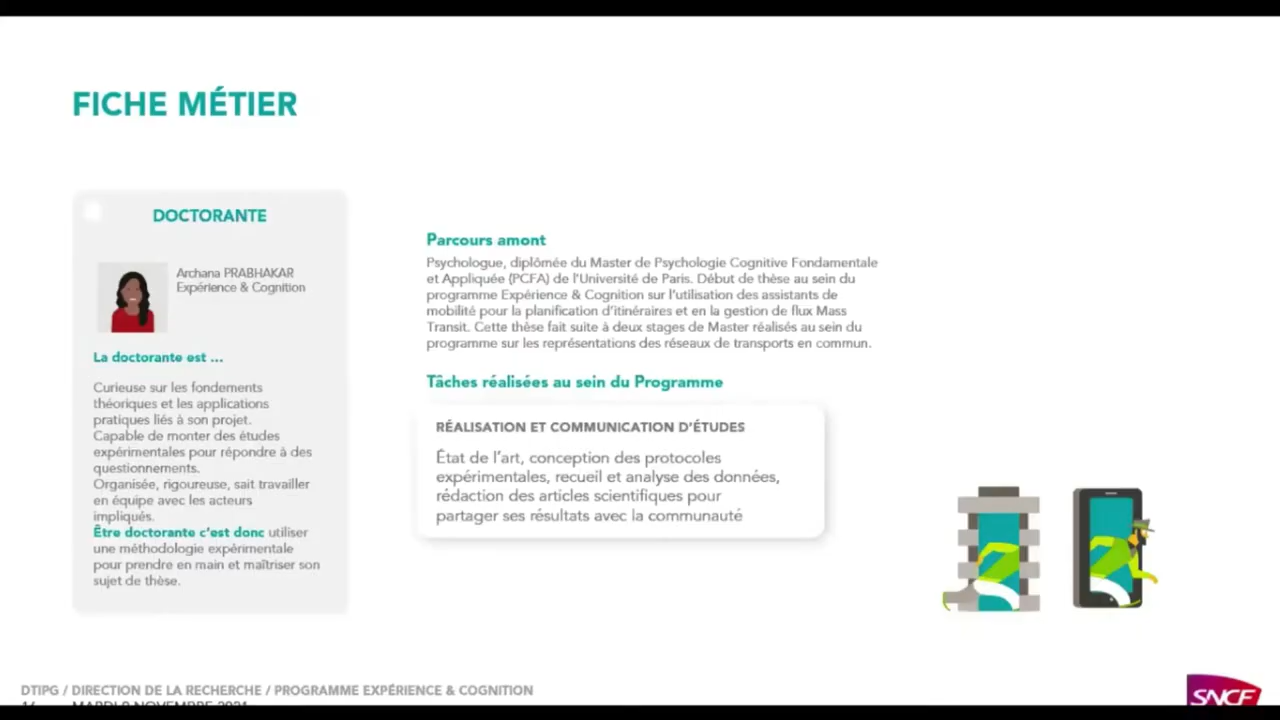 FICHE MÉTIER
DOCTORANTE
Archana PRABHAKAR
Expérience & Cognition
La doctorante est ...
Curieuse sur les fondements
théoriques et les applications
pratiques liés à son projet.
Capable de monter des études
expérimentales pour répondre à des
questionnements.
Organisée, rigoureuse, sait travailler
en équipe avec les acteurs
impliqués.
Être doctorante c'est donc utiliser
une méthodologie expérimentale
pour prendre en main et maîtriser son
sujet de thèse.
Parcours amont
Psychologue, diplômée du Master de Psychologie Cognitive Fondamentale
et Appliquée (PCFA) de l'Université de Paris. Début de thèse au sein du
programme Expérience & Cognition sur l'utilisation des assistants de
mobilité pour la planification d'itinéraires et en la gestion de flux Mass
Transit. Cette thèse fait suite à deux stages de Master réalisés au sein du
programme sur les représentations des réseaux de transports en commun.
Tâches réalisées au sein du Programme
RÉALISATION ET COMMUNICATION D'ÉTUDES
État de l'art, conception des protocoles
expérimentales, recueil et analyse des données,
rédaction des articles scientifiques pour
partager ses résultats avec la communauté
DTIPG / DIRECTION DE LA RECHERCHE / PROGRAMME EXPÉRIENCE & COGNITION
MARDI 9 NOVEMBRE 2021
SNCF